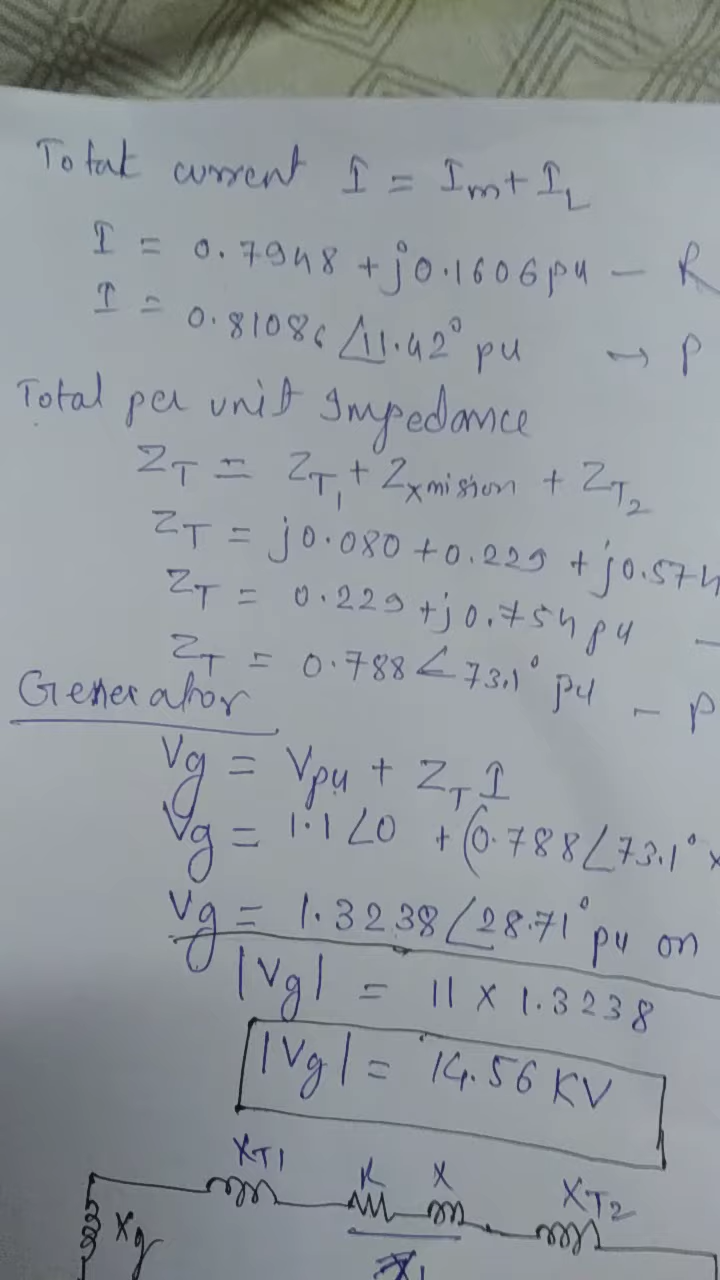 Total current I = Im + IL
I = 0.7948 + j0.1606 pu - R
I = 0.81086 ∠11.42° pu → P
Total per unit Impedance
ZT = ZT1 + Zxmission + ZT2
ZT = j0.080 + 0.229 + j0.574
ZT = 0.229 + j0.754 pu -
ZT = 0.788 ∠73.1° pu - P
Generator
Vg = Vpu + ZT I
Vg = 1.1∠0 + (0.788∠73.1° ×
Vg = 1.3238 ∠28.71° pu on
|Vg| = 11 × 1.3238
|Vg| = 14.56 KV
XT1 R X XT2
Xg